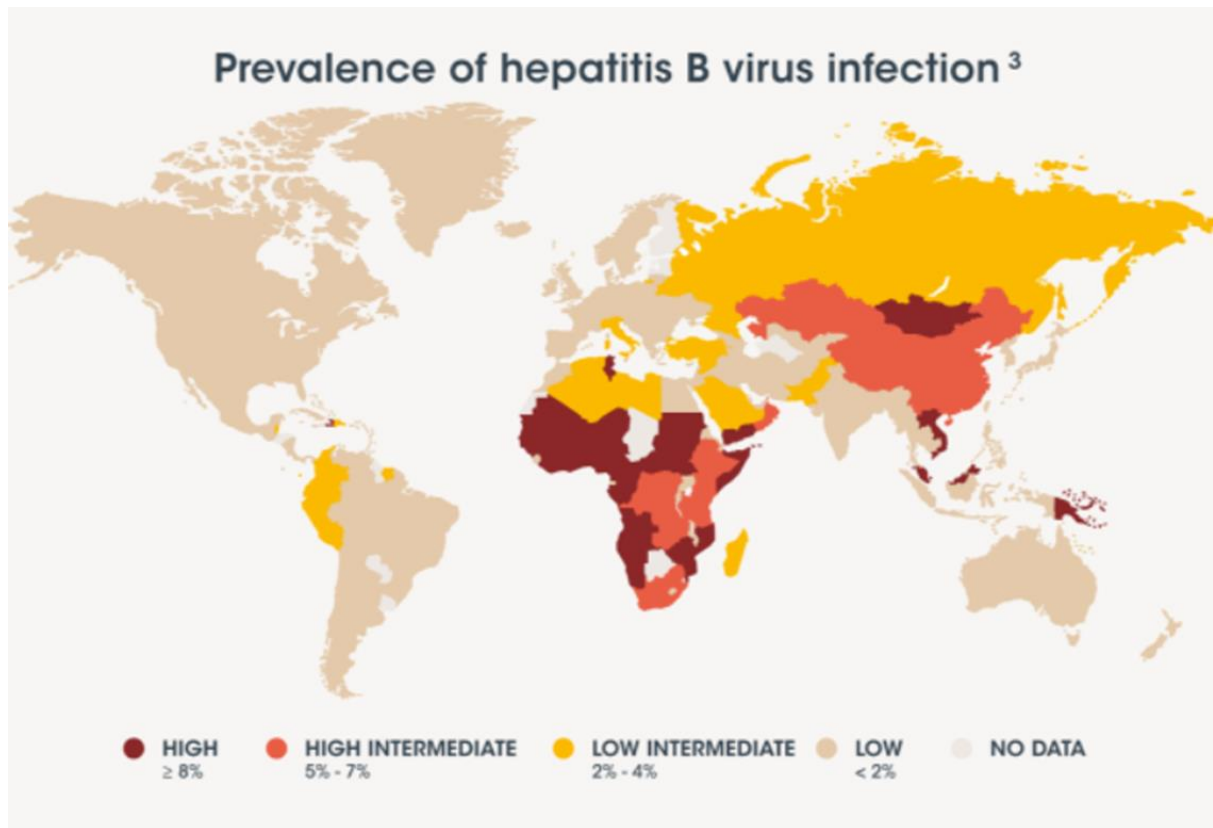 Prevalence of hepatitis B virus infection ³
HIGH
≥ 8%
HIGH INTERMEDIATE
5% - 7%
LOW INTERMEDIATE
2% - 4%
LOW
< 2%
NO DATA